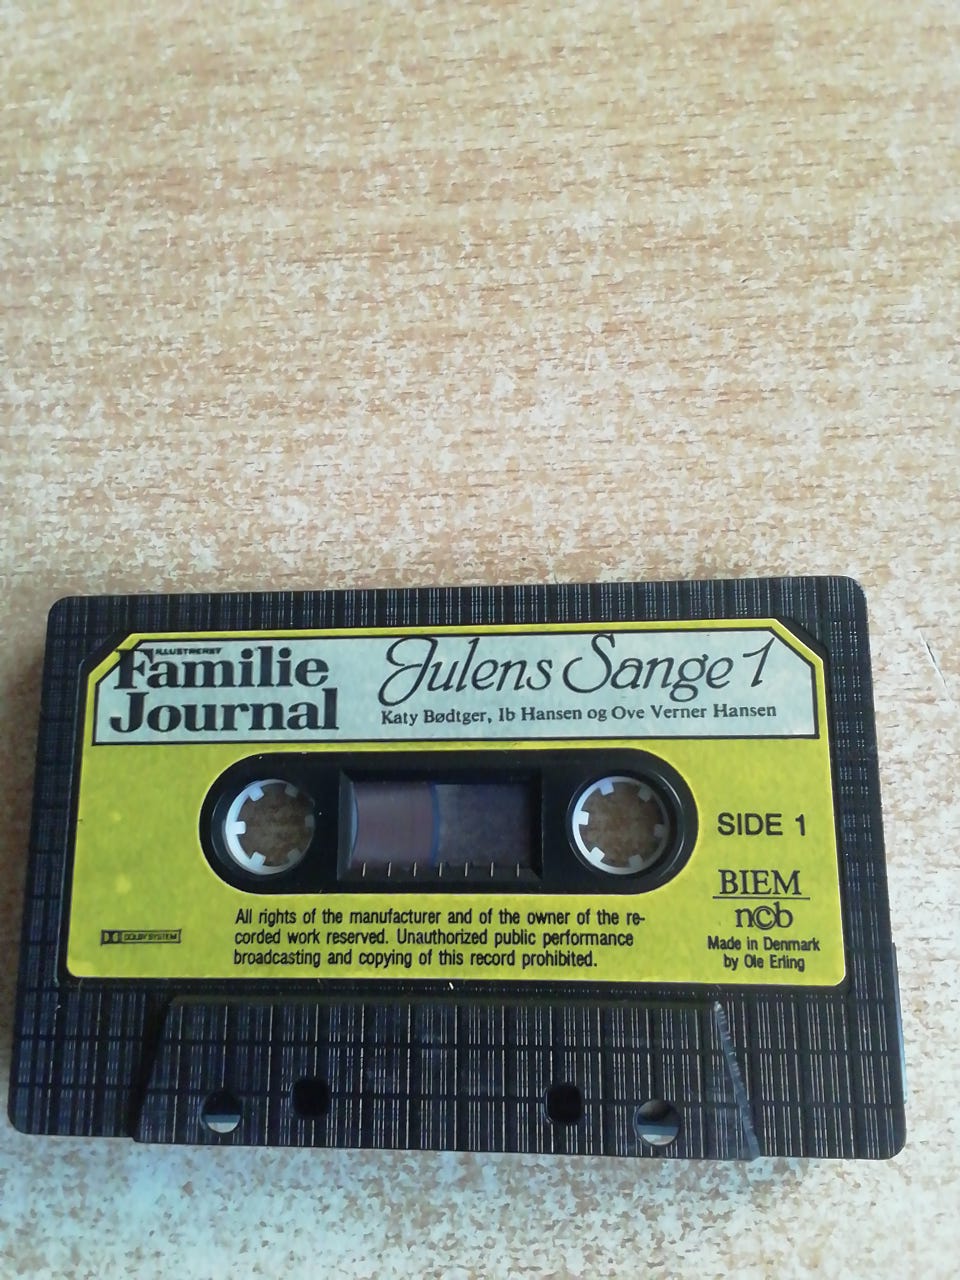 ILLUSTRERET
Familie
Journal
Julens Sange 1
Katy Bødtger, Ib Hansen og Ove Verner Hansen
SIDE 1
BIEM
ncb
Made in Denmark
by Ole Erling
All rights of the manufacturer and of the owner of the re-
corded work reserved. Unauthorized public performance
broadcasting and copying of this record prohibited.
DOLBY SYSTEM